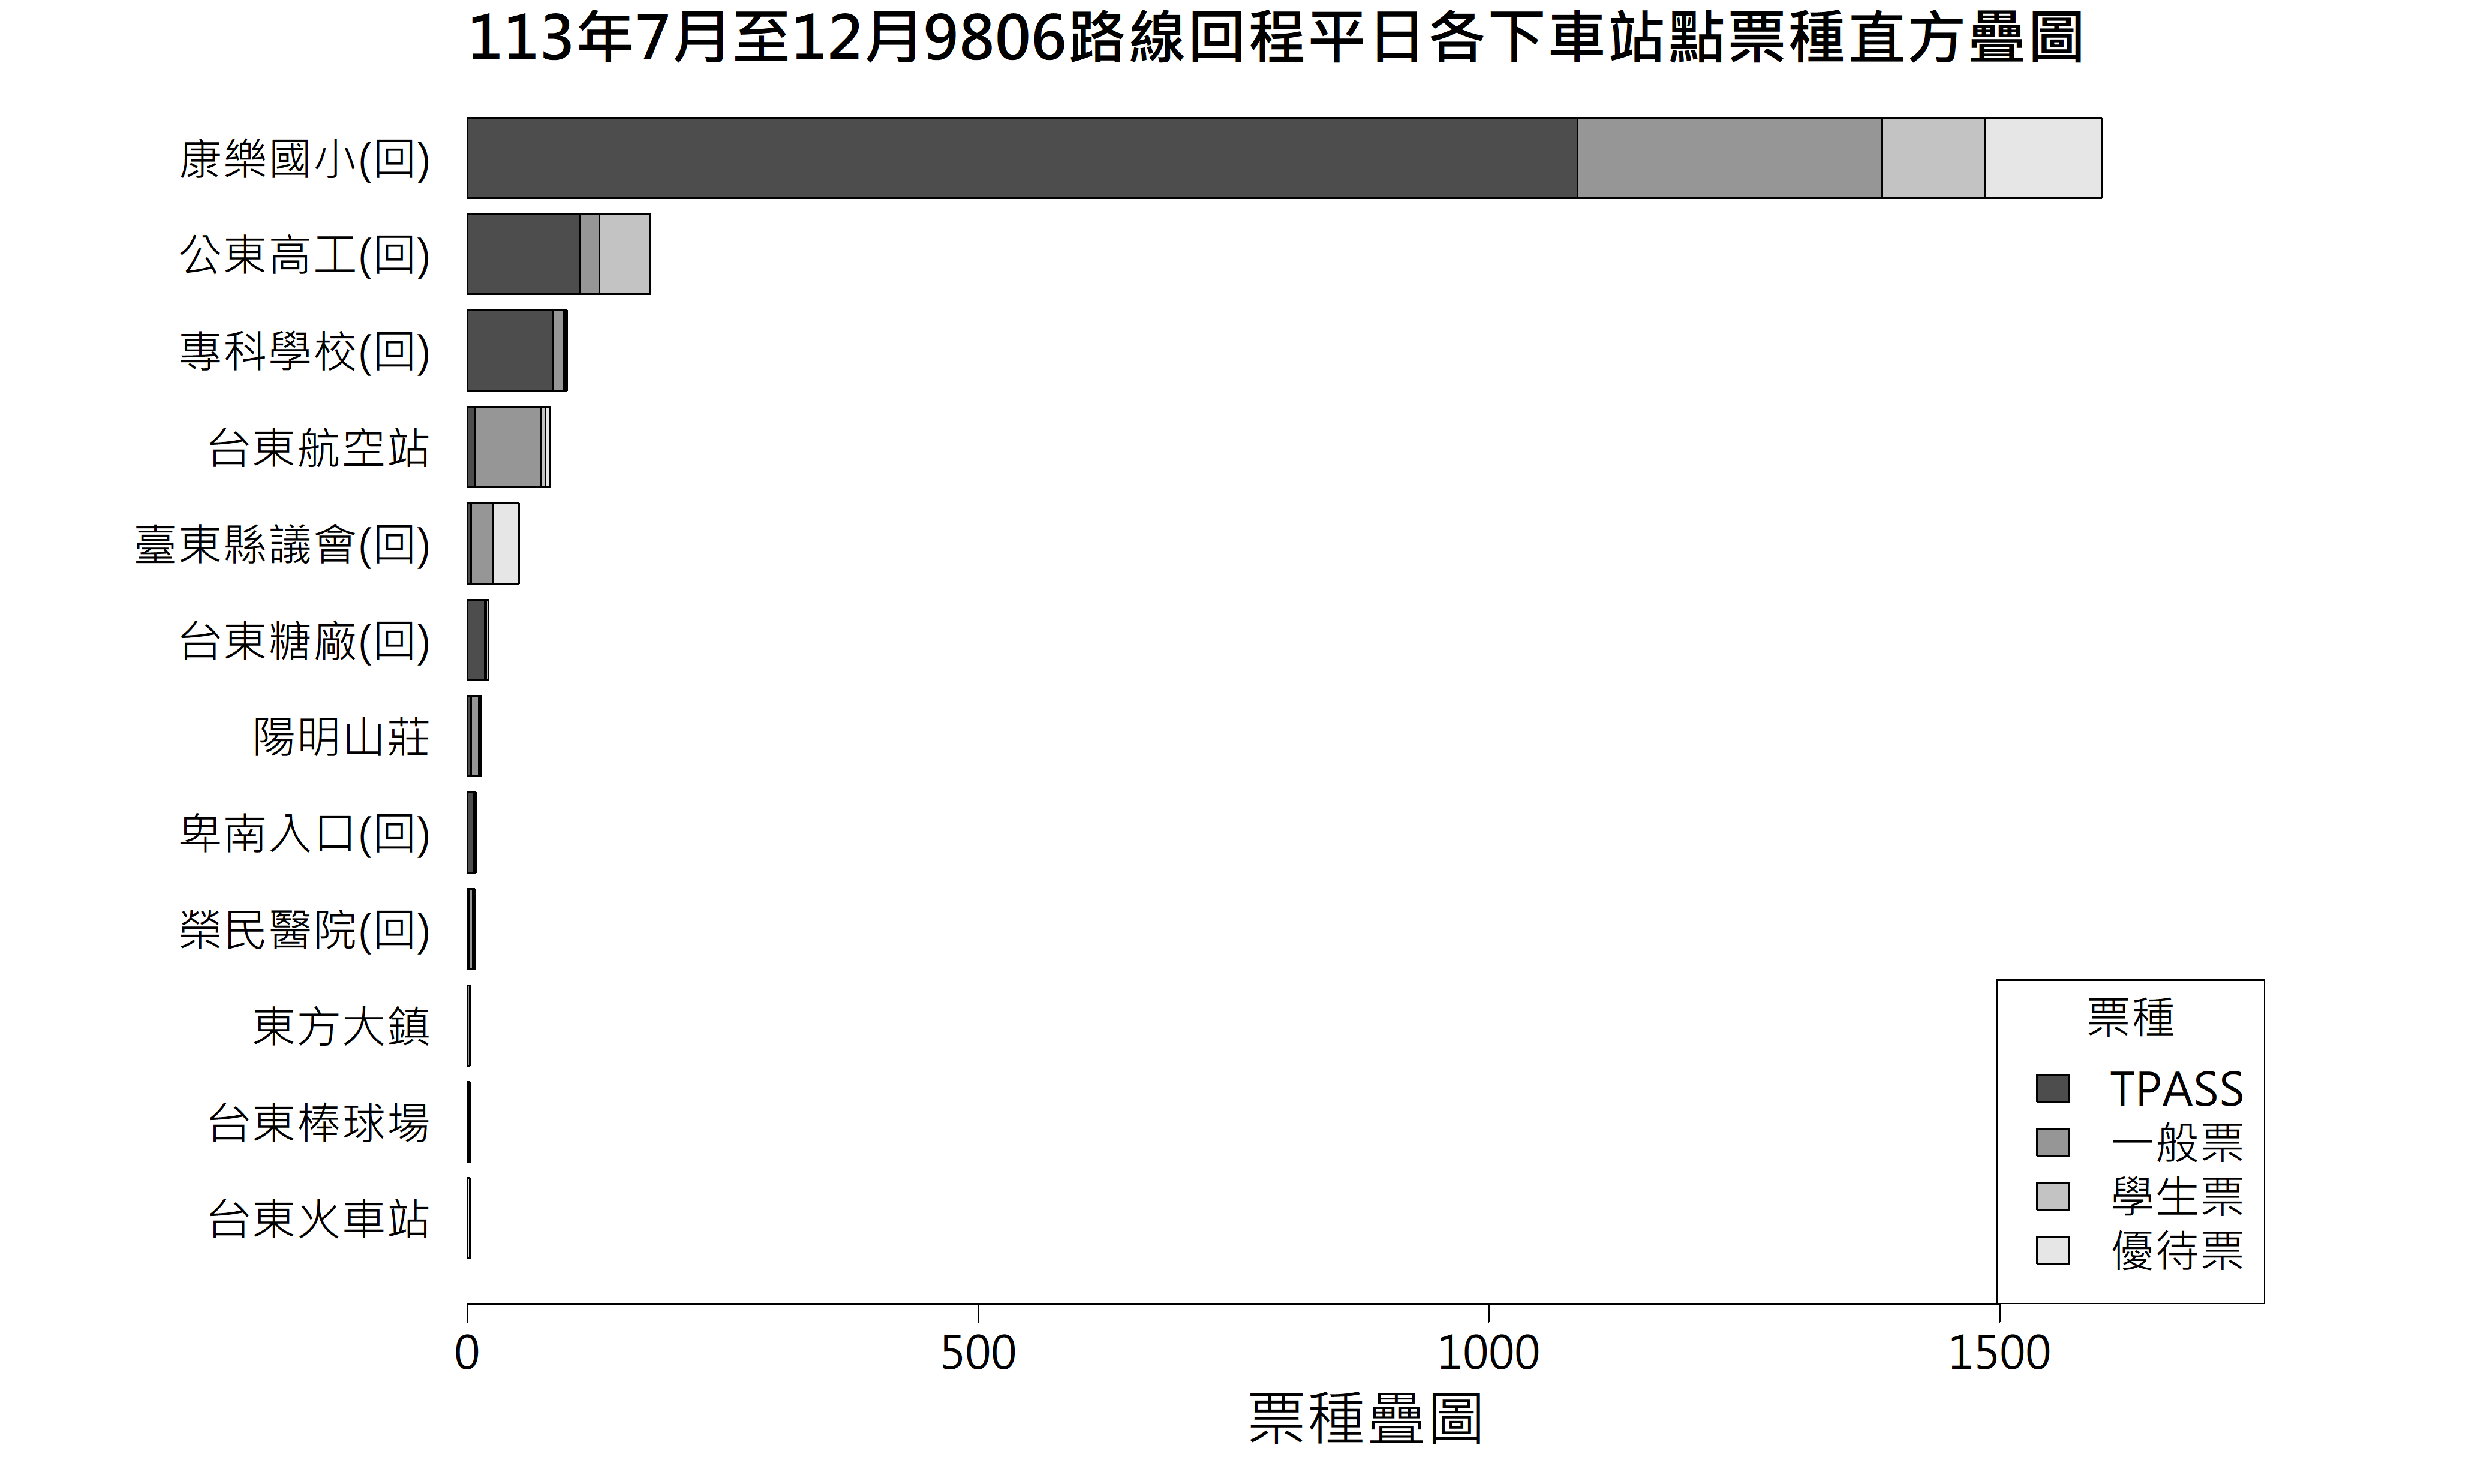 113年7月至12月9806路線回程平日各下車站點票種直方疊圖
康樂國小(回)
公東高工(回)
專科學校(回)
台東航空站
臺東縣議會(回)
台東糖廠(回)
陽明山莊
卑南入口(回)
榮民醫院(回)
東方大鎮
台東棒球場
台東火車站
票種
TPASS
一般票
學生票
優待票
0 500 1000 1500
票種疊圖